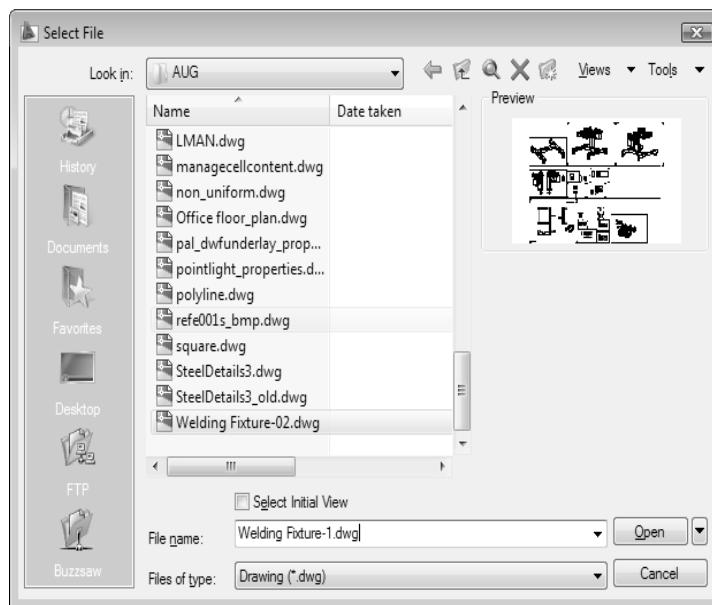 Select File
Look in:
AUG
Views
Tools
History
Documents
Favorites
Desktop
FTP
Buzzsaw
Name
Date taken
LMAN.dwg
managecellcontent.dwg
non_uniform.dwg
Office floor_plan.dwg
pal_dwfunderlay_prop...
pointlight_properties.d...
polyline.dwg
refe001s_bmp.dwg
square.dwg
SteelDetails3.dwg
SteelDetails3_old.dwg
Welding Fixture-02.dwg
Preview
Select Initial View
File name:
Welding Fixture-1.dwg
Open
Files of type:
Drawing (*.dwg)
Cancel